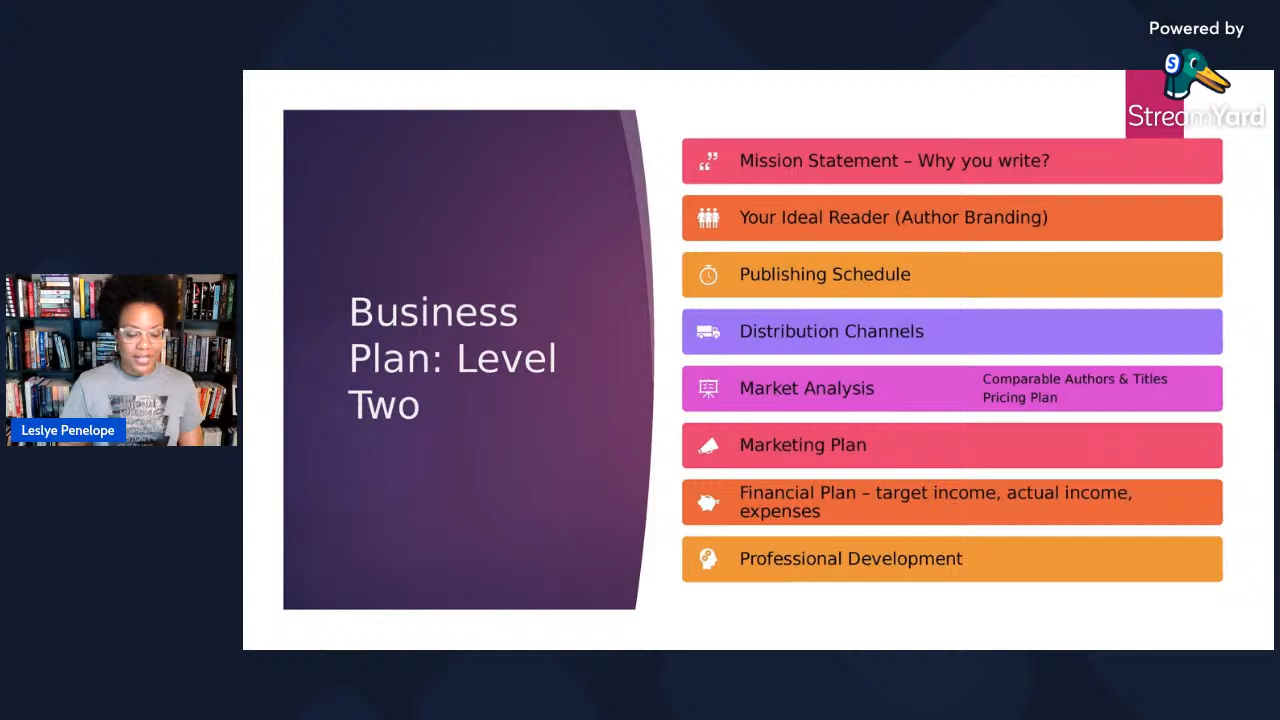 Powered by
StreamYard
Business
Plan: Level
Two
Mission Statement – Why you write?
Your Ideal Reader (Author Branding)
Publishing Schedule
Distribution Channels
Market Analysis
Comparable Authors & Titles
Pricing Plan
Marketing Plan
Financial Plan – target income, actual income,
expenses
Professional Development
Leslye Penelope